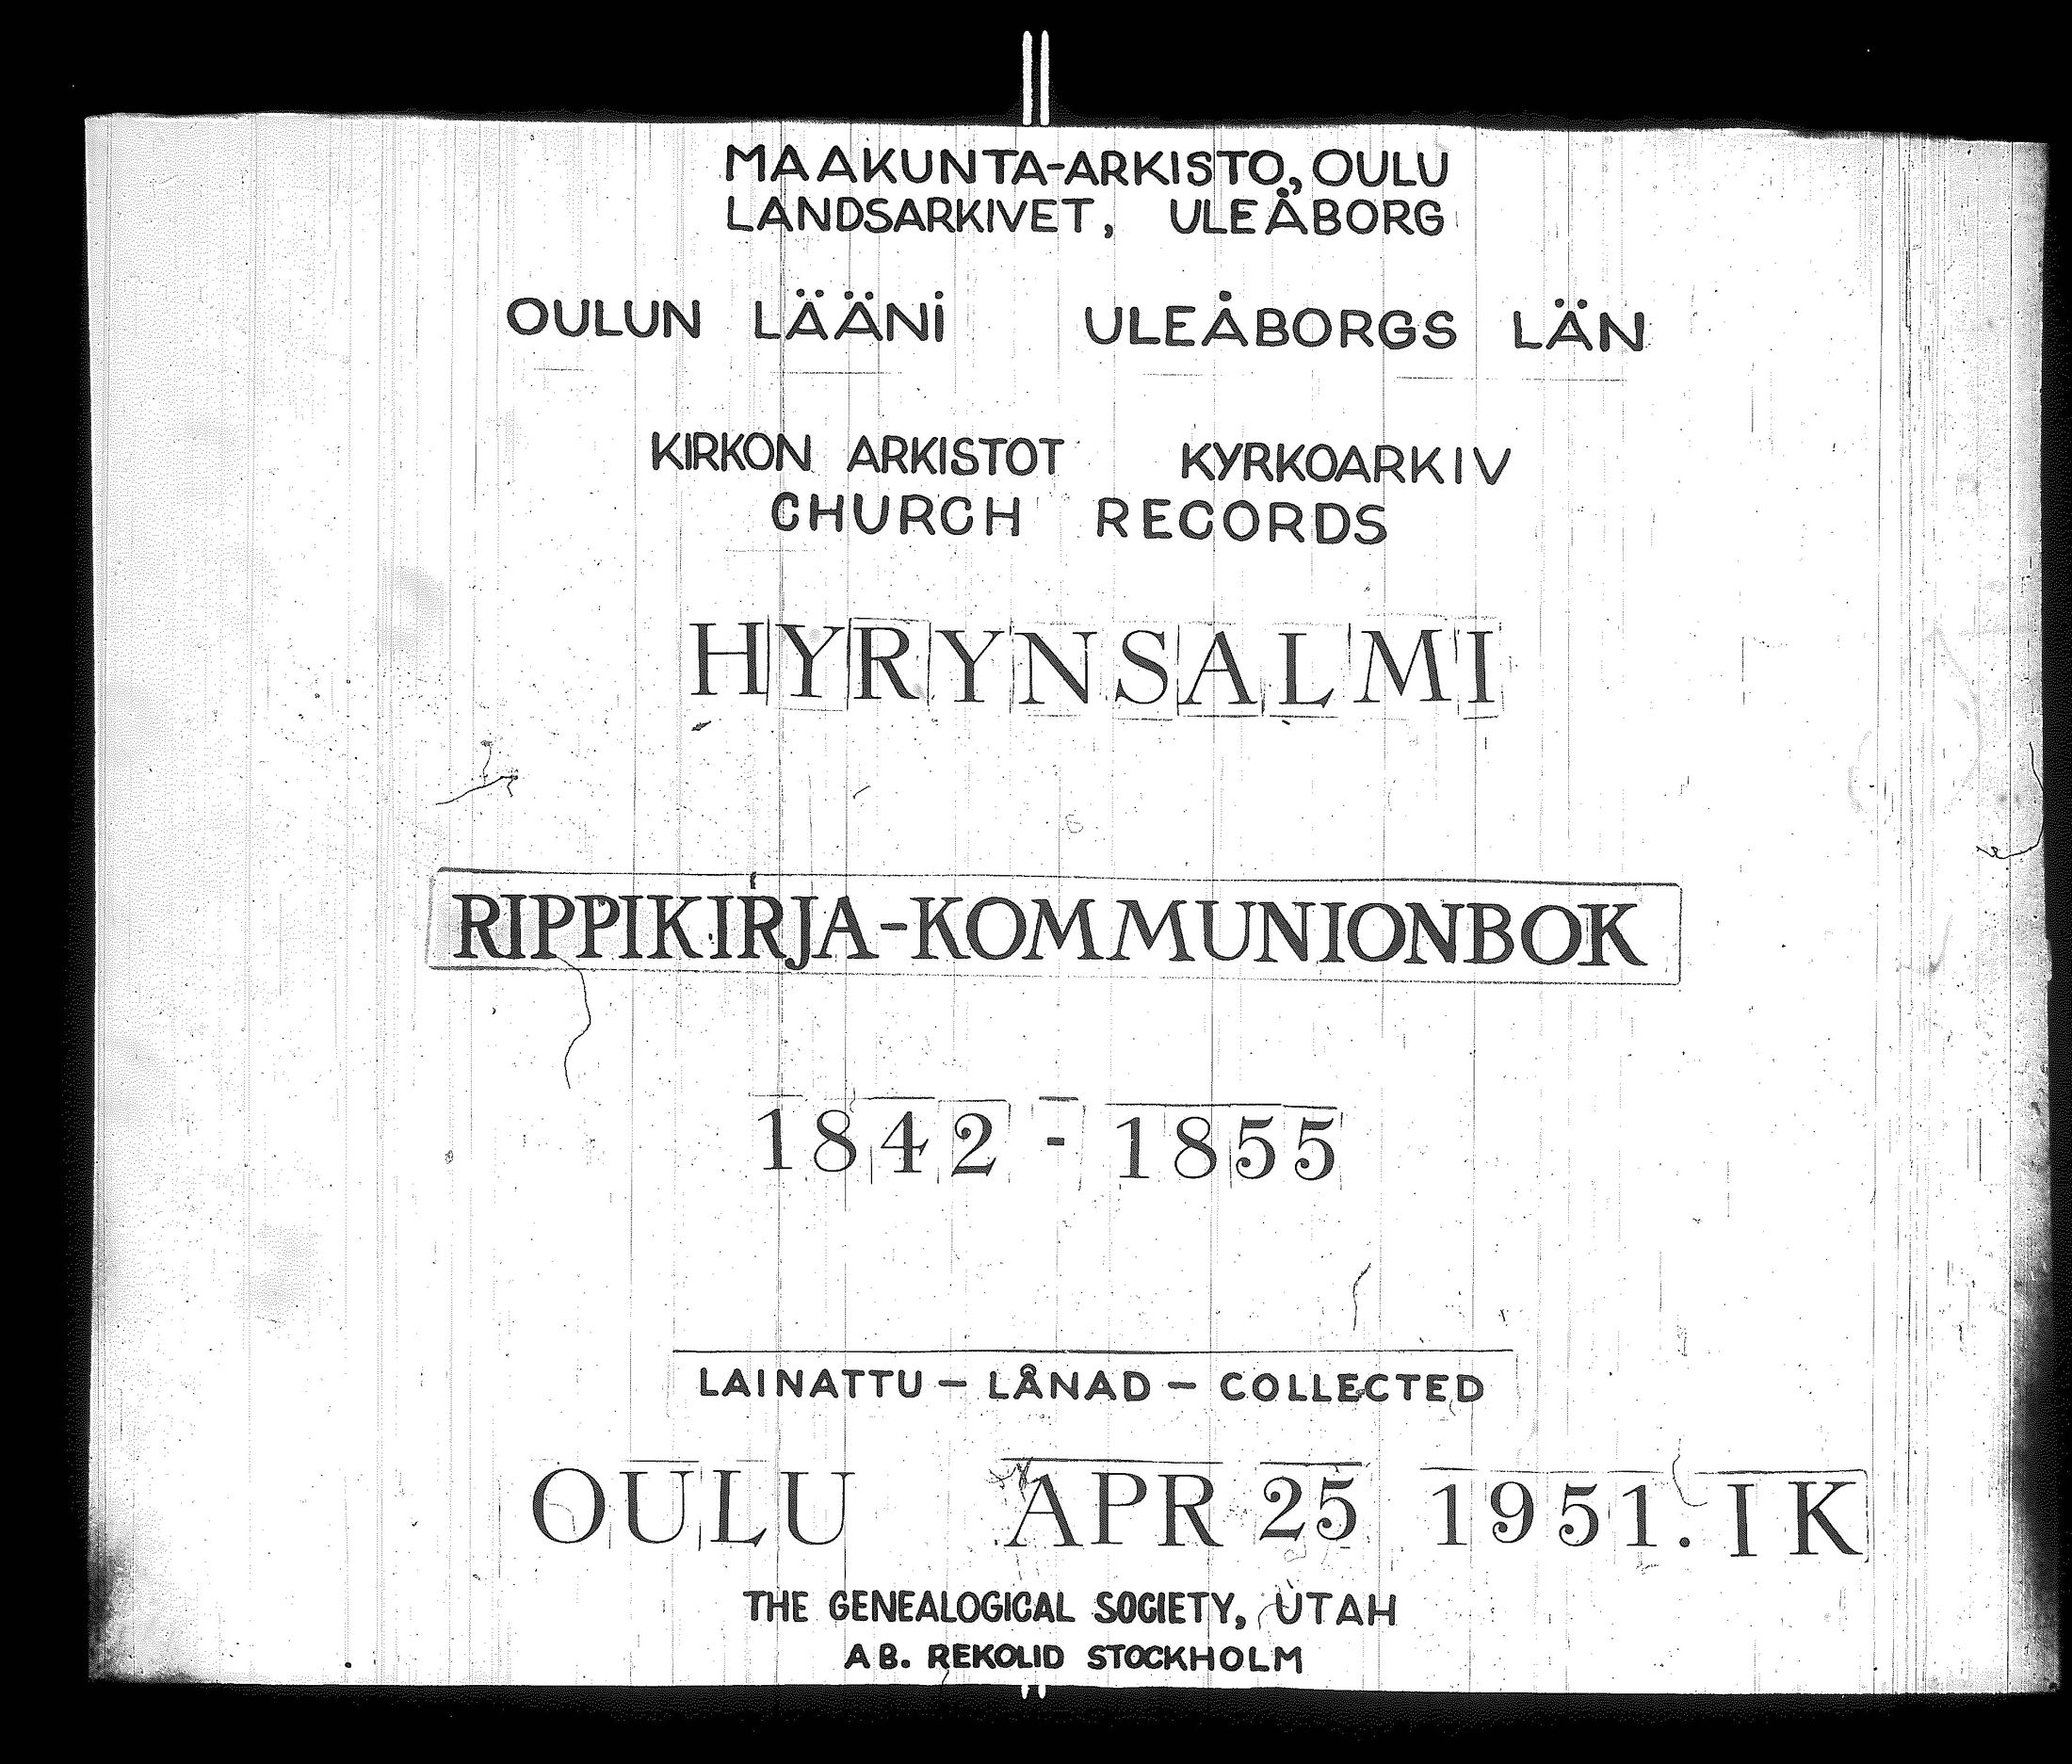 MAAKUNTA-ARKISTO, OULU
LANDSARKIVET, ULEÅBORG
OULUN LÄÄNI ULEÅBORGS LÄN
KIRKON ARKISTOT KYRKOARKIV
CHURCH RECORDS
HYRYNSALMI
RIPPIKIRJA-KOMMUNIONBOK
1842 - 1855
LAINATTU — LÅNAD — COLLECTED
OULU APR 25 1951. IK
THE GENEALOGICAL SOCIETY, UTAH
AB. REKOLID STOCKHOLM